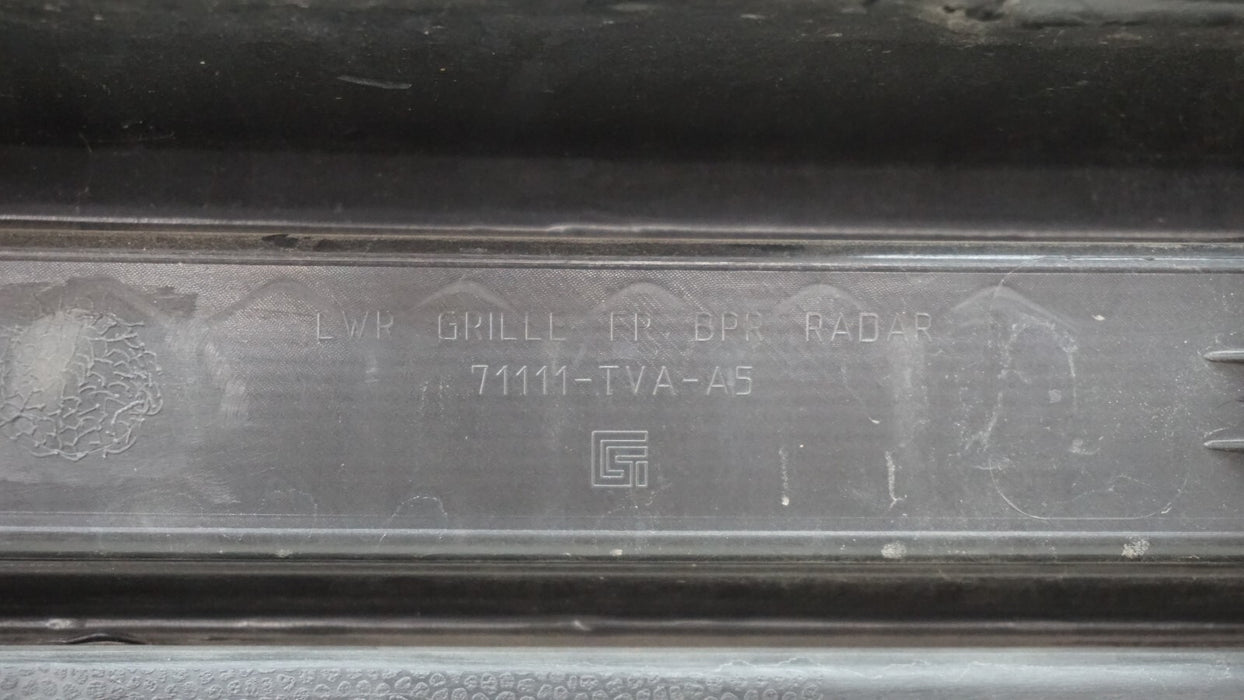 LWR GRILLE FR BPR RADAR
71111-TVA-A5